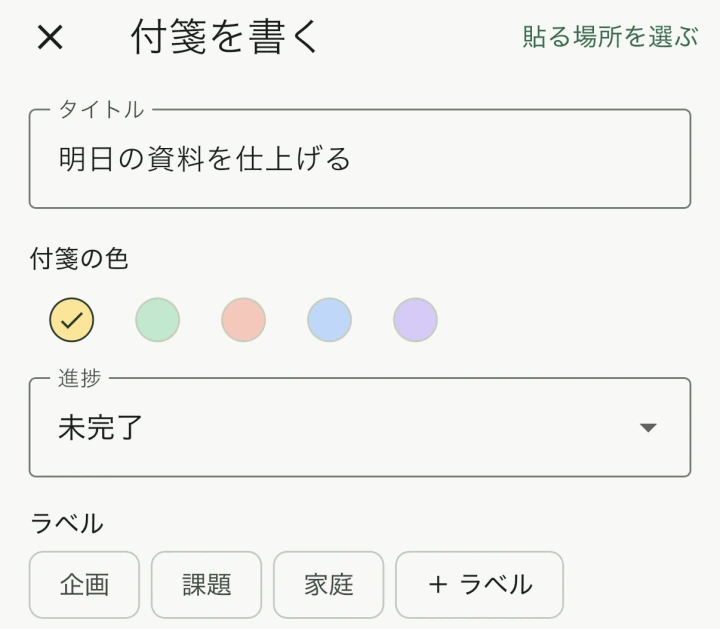 付箋を書く 貼る場所を選ぶ
タイトル
明日の資料を仕上げる
付箋の色
進捗
未完了
ラベル
企画 課題 家庭 + ラベル